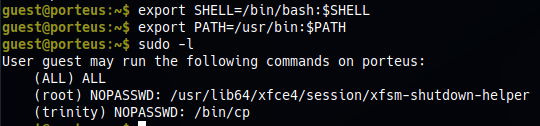 guest@porteus:~$ export SHELL=/bin/bash:$SHELL
guest@porteus:~$ export PATH=/usr/bin:$PATH
guest@porteus:~$ sudo -l
User guest may run the following commands on porteus:
    (ALL) ALL
    (root) NOPASSWD: /usr/lib64/xfce4/session/xfsm-shutdown-helper
    (trinity) NOPASSWD: /bin/cp